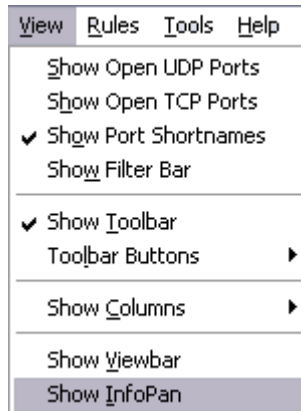 View Rules Tools Help
Show Open UDP Ports
Show Open TCP Ports
Show Port Shortnames
Show Filter Bar
Show Toolbar
Toolbar Buttons
Show Columns
Show Viewbar
Show InfoPan